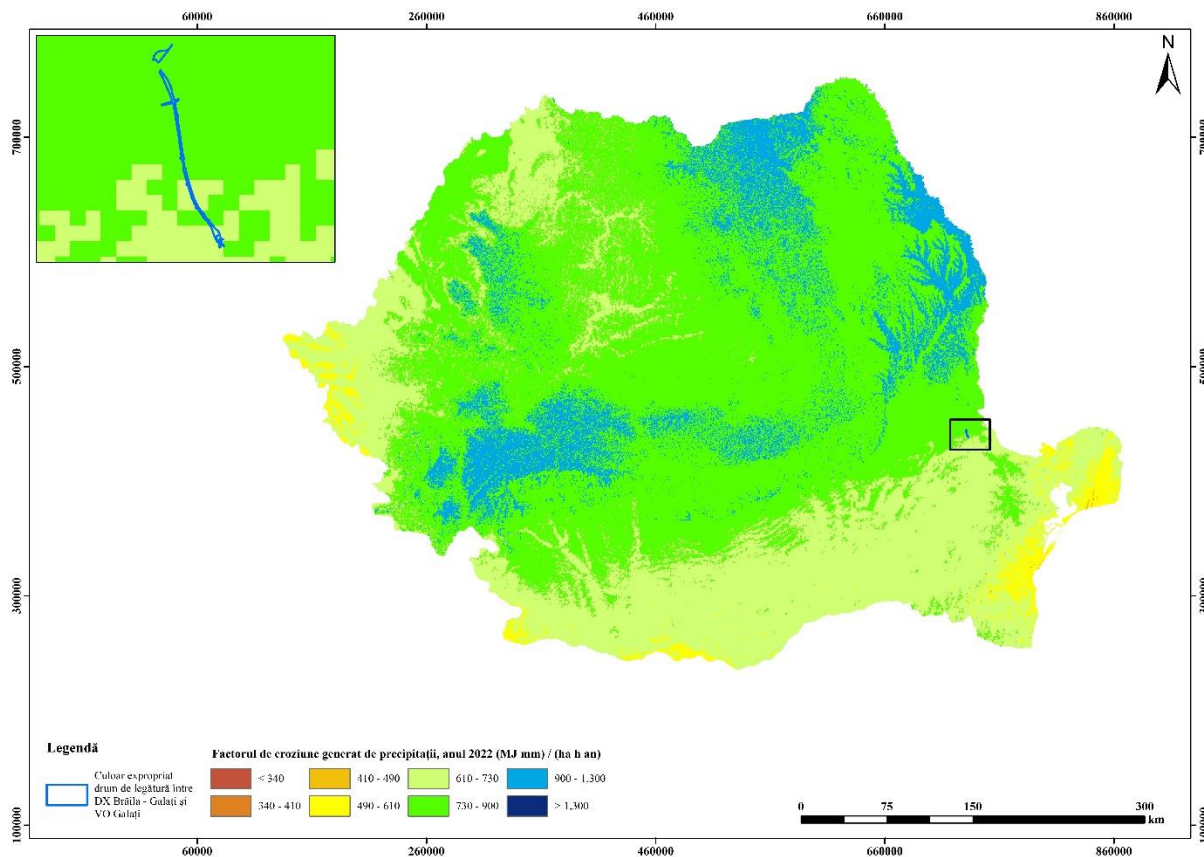 60000 260000 460000 660000 860000
N
700000 700000
500000 500000
300000 300000
100000
Legendă
Culoar expropriat
drum de legătură între
DX Brăila - Galați și
VO Galați
Factorul de eroziune generat de precipitații, anul 2022 (MJ mm) / (ha h an)
< 340 410 - 490 610 - 730 900 - 1,300
340 - 410 490 - 610 730 - 900 > 1,300
0 75 150 300
km
100000
60000 260000 460000 660000 860000